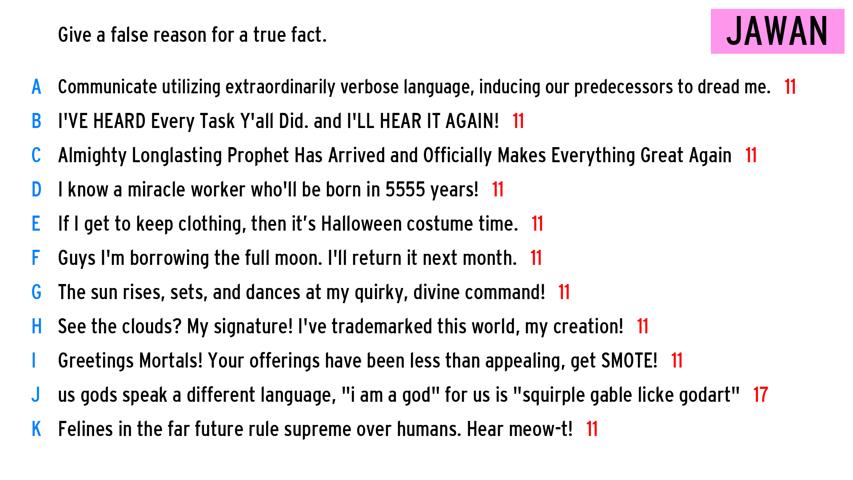 Give a false reason for a true fact.
JAWAN
A Communicate utilizing extraordinarily verbose language, inducing our predecessors to dread me. 11
B I'VE HEARD Every Task Y'all Did. and I'LL HEAR IT AGAIN! 11
C Almighty Longlasting Prophet Has Arrived and Officially Makes Everything Great Again 11
D I know a miracle worker who'll be born in 5555 years! 11
E If I get to keep clothing, then it’s Halloween costume time. 11
F Guys I'm borrowing the full moon. I'll return it next month. 11
G The sun rises, sets, and dances at my quirky, divine command! 11
H See the clouds? My signature! I've trademarked this world, my creation! 11
I Greetings Mortals! Your offerings have been less than appealing, get SMOTE! 11
J us gods speak a different language, "i am a god" for us is "squirple gable licke godart" 17
K Felines in the far future rule supreme over humans. Hear meow-t! 11